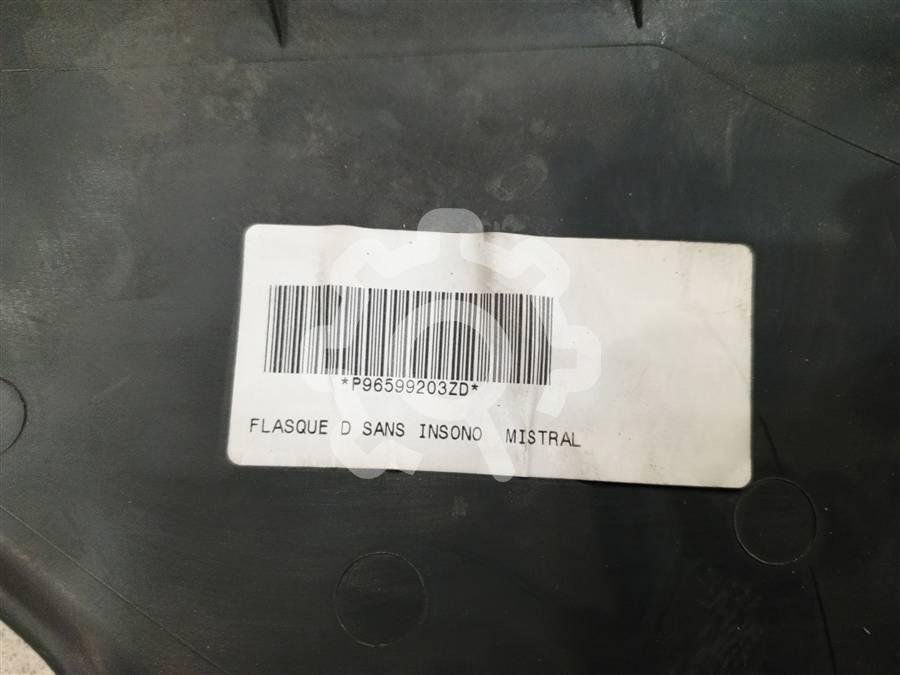 *P96599203ZD*
FLASQUE D SANS INSONO MISTRAL